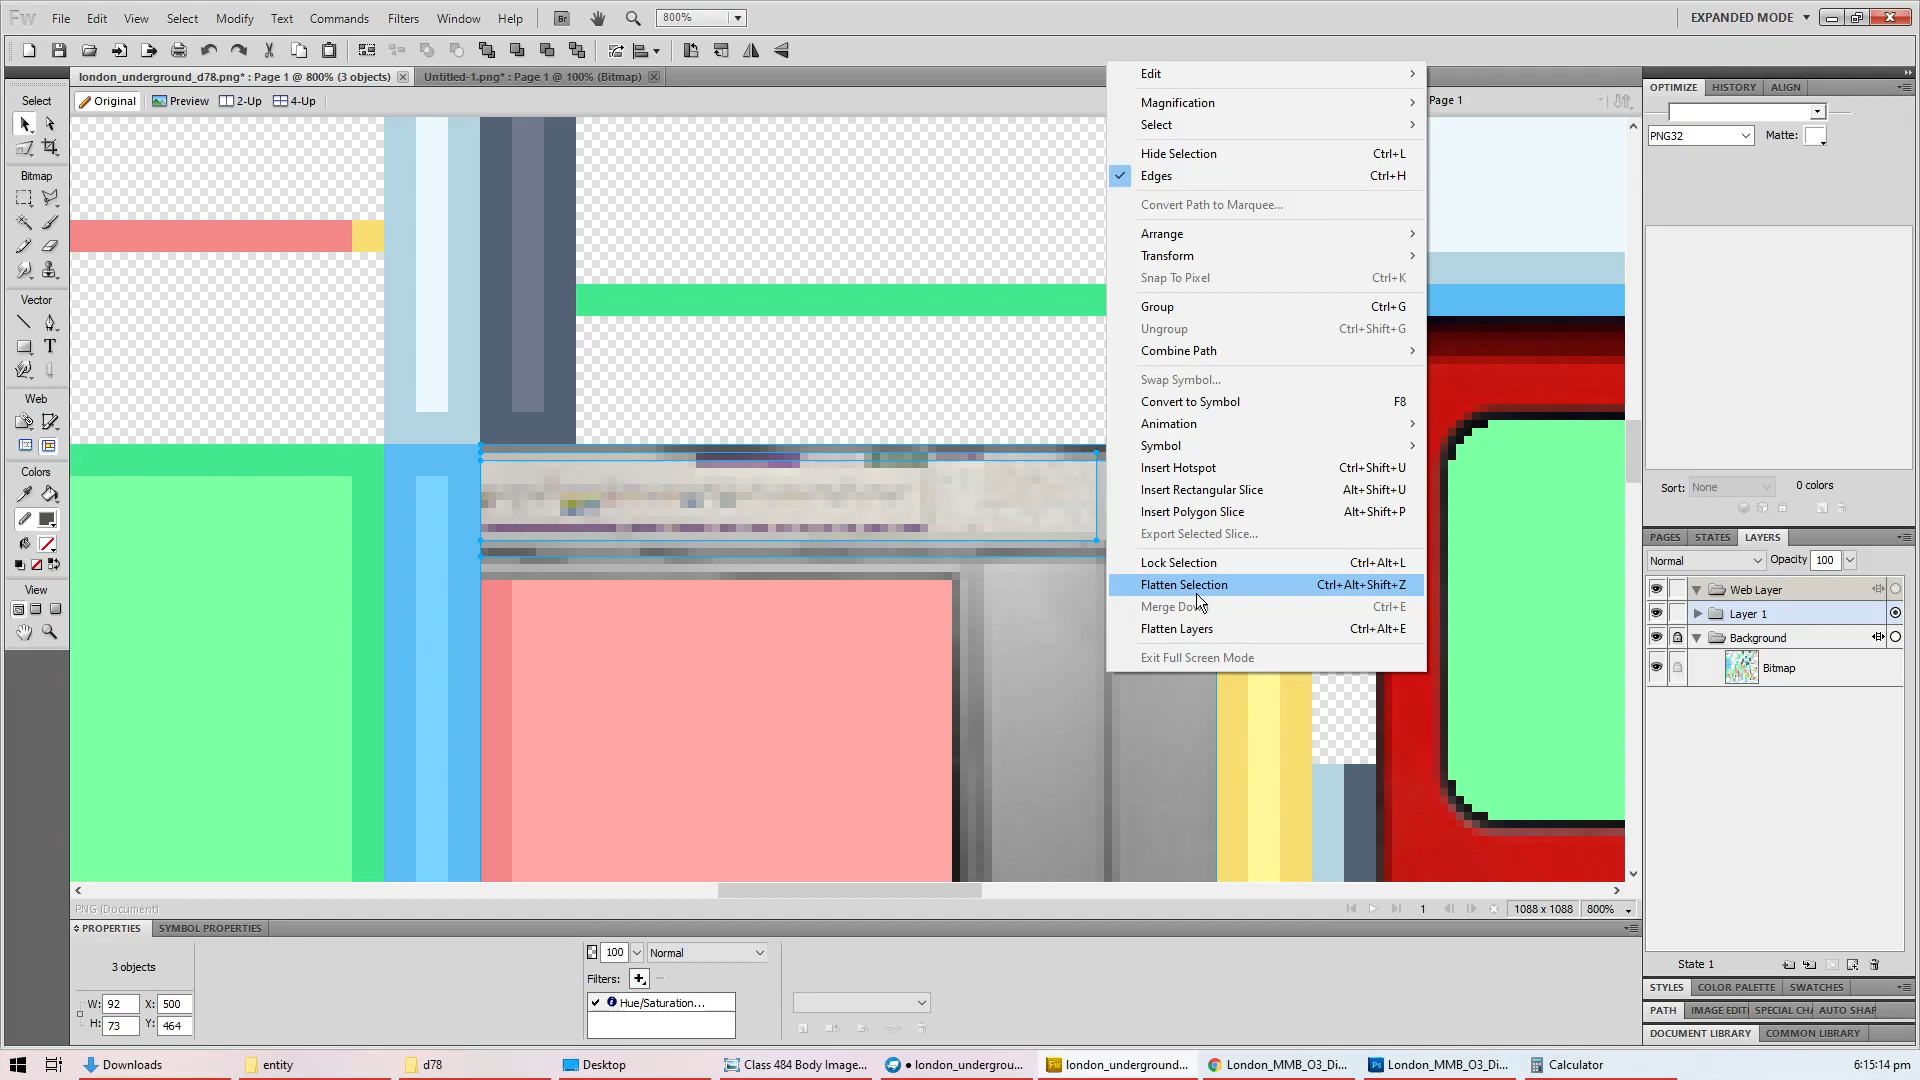 Fw File Edit View Select Modify Text Commands Filters Window Help Br 800% EXPANDED MODE
london_underground_d78.png* : Page 1 @ 800% (3 objects) Untitled-1.png* : Page 1 @ 100% (Bitmap)
Original Preview 2-Up 4-Up Page 1
Select
Bitmap
Vector
Web
Colors
View
Edit
Magnification
Select
Hide Selection Ctrl+L
Edges Ctrl+H
Convert Path to Marquee...
Arrange
Transform
Snap To Pixel Ctrl+K
Group Ctrl+G
Ungroup Ctrl+Shift+G
Combine Path
Swap Symbol...
Convert to Symbol F8
Animation
Symbol
Insert Hotspot Ctrl+Shift+U
Insert Rectangular Slice Alt+Shift+U
Insert Polygon Slice Alt+Shift+P
Export Selected Slice...
Lock Selection Ctrl+Alt+L
Flatten Selection Ctrl+Alt+Shift+Z
Merge Ctrl+E
Flatten Layers Ctrl+Alt+E
Exit Full Screen Mode
OPTIMIZE HISTORY ALIGN
PNG32 Matte:
Sort: None 0 colors
PAGES STATES LAYERS
Normal Opacity 100
Web Layer
Layer 1
Background
Bitmap
State 1
STYLES COLOR PALETTE SWATCHES
PATH IMAGE EDIT SPECIAL CHA AUTO SHAP
DOCUMENT LIBRARY COMMON LIBRARY
PNG (Document) 1 1088 x 1088 800%
PROPERTIES SYMBOL PROPERTIES
3 objects
W: 92 X: 500
H: 73 Y: 464
100 Normal
Filters:
Hue/Saturation...
Downloads entity d78 Desktop Class 484 Body Image... • london_undergrou... london_underground... London_MMB_O3_Di... London_MMB_O3_Di... Calculator 6:15:14 pm